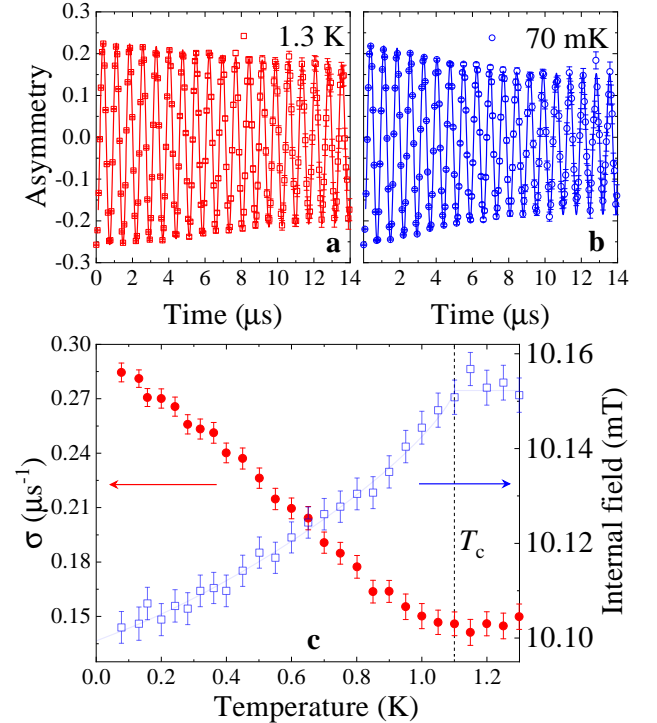 0.3
0.2
0.1
0.0
-0.1
-0.2
-0.3
Asymmetry
1.3 K
a
0 2 4 6 8 10 12 14
Time (μs)
70 mK
b
2 4 6 8 10 12 14
Time (μs)
0.30
0.27
0.24
0.21
0.18
0.15
σ (μs⁻¹)
10.16
10.14
10.12
10.10
Internal field (mT)
Tc
c
0.0 0.2 0.4 0.6 0.8 1.0 1.2
Temperature (K)